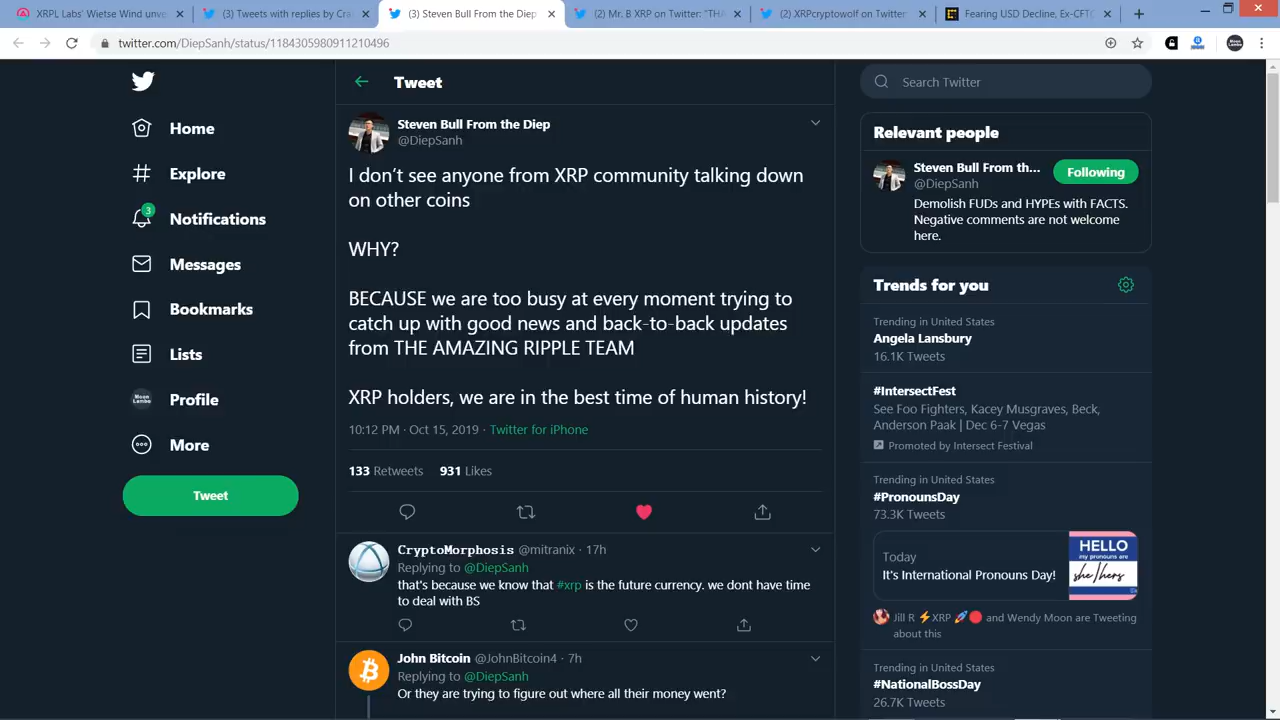 XRPL Labs' Wietse Wind unve
(3) Tweets with replies by Cra
(3) Steven Bull From the Diep
(2) Mr. B XRP on Twitter: "THA
(2) XRPcryptowolf on Twitter
Fearing USD Decline, Ex-CFTC
twitter.com/DiepSanh/status/1184305980911210496
Home
Explore
3
Notifications
Messages
Bookmarks
Lists
Moon Lambo
Profile
More
Tweet
Tweet
Steven Bull From the Diep
@DiepSanh
I don't see anyone from XRP community talking down
on other coins
WHY?
BECAUSE we are too busy at every moment trying to
catch up with good news and back-to-back updates
from THE AMAZING RIPPLE TEAM
XRP holders, we are in the best time of human history!
10:12 PM · Oct 15, 2019 · Twitter for iPhone
133 Retweets 931 Likes
CryptoMorphosis @mitranix · 17h
Replying to @DiepSanh
that's because we know that #xrp is the future currency. we dont have time
to deal with BS
John Bitcoin @JohnBitcoin4 · 7h
Replying to @DiepSanh
Or they are trying to figure out where all their money went?
Search Twitter
Relevant people
Steven Bull From th...
@DiepSanh
Following
Demolish FUDs and HYPEs with FACTS.
Negative comments are not welcome
here.
Trends for you
Trending in United States
Angela Lansbury
16.1K Tweets
#IntersectFest
See Foo Fighters, Kacey Musgraves, Beck,
Anderson Paak | Dec 6-7 Vegas
Promoted by Intersect Festival
Trending in United States
#PronounsDay
73.3K Tweets
Today
It's International Pronouns Day!
HELLO
my pronouns are
she/hers
Jill R ⚡XRP 🚀🔴 and Wendy Moon are Tweeting
about this
Trending in United States
#NationalBossDay
26.7K Tweets